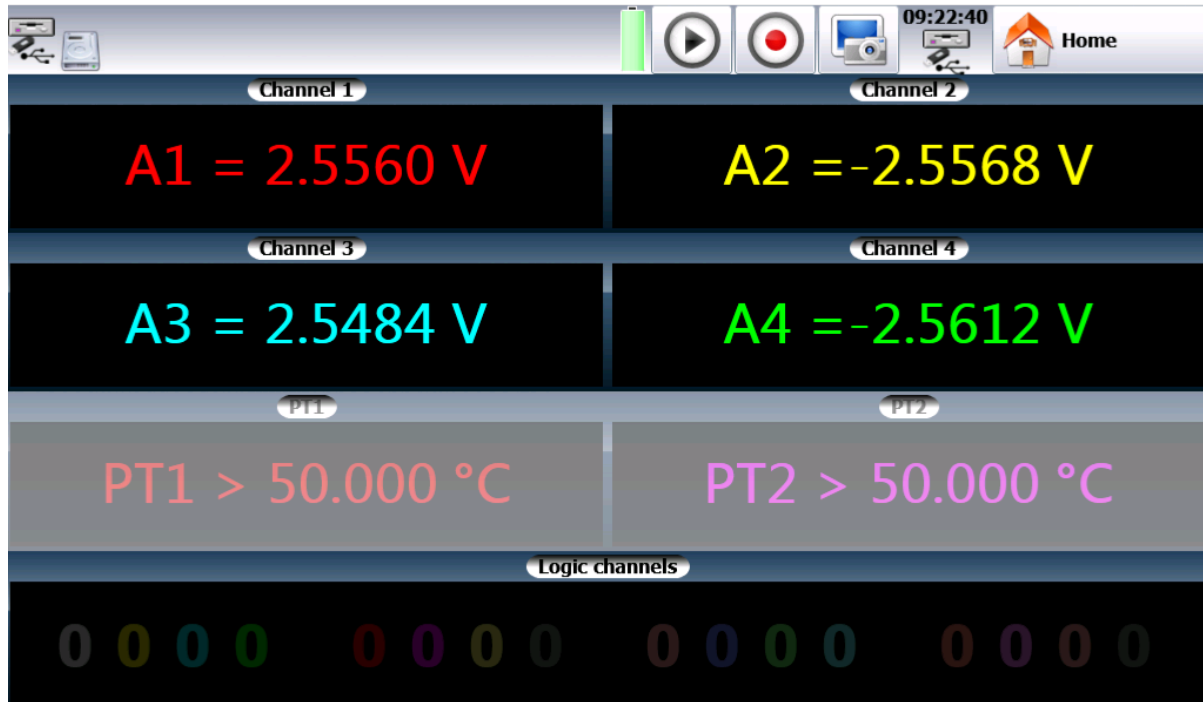 09:22:40
Home
Channel 1
Channel 2
A1 = 2.5560 V
A2 =-2.5568 V
Channel 3
Channel 4
A3 = 2.5484 V
A4 =-2.5612 V
PT1
PT2
PT1 > 50.000 °C
PT2 > 50.000 °C
Logic channels
0 0 0 0 0 0 0 0 0 0 0 0 0 0 0 0